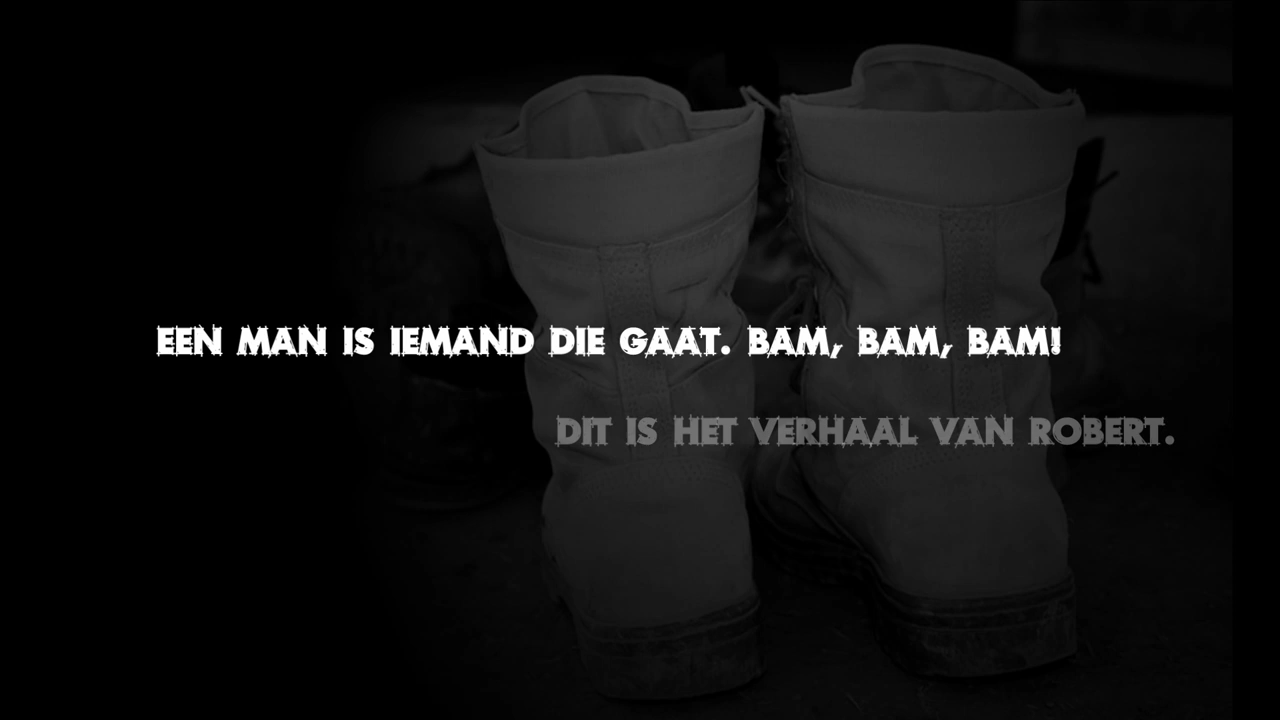 EEN MAN IS IEMAND DIE GAAT. BAM, BAM, BAM!
DIT IS HET VERHAAL VAN ROBERT.